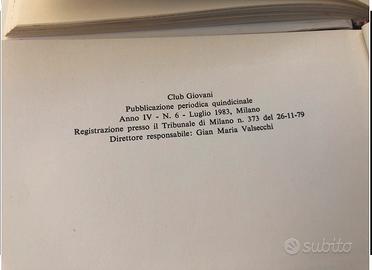 Club Giovani
Pubblicazione periodica quindicinale
Anno IV - N. 6 - Luglio 1983, Milano
Registrazione presso il Tribunale di Milano n. 373 del 26-11-79
Direttore responsabile: Gian Maria Valsecchi
subito